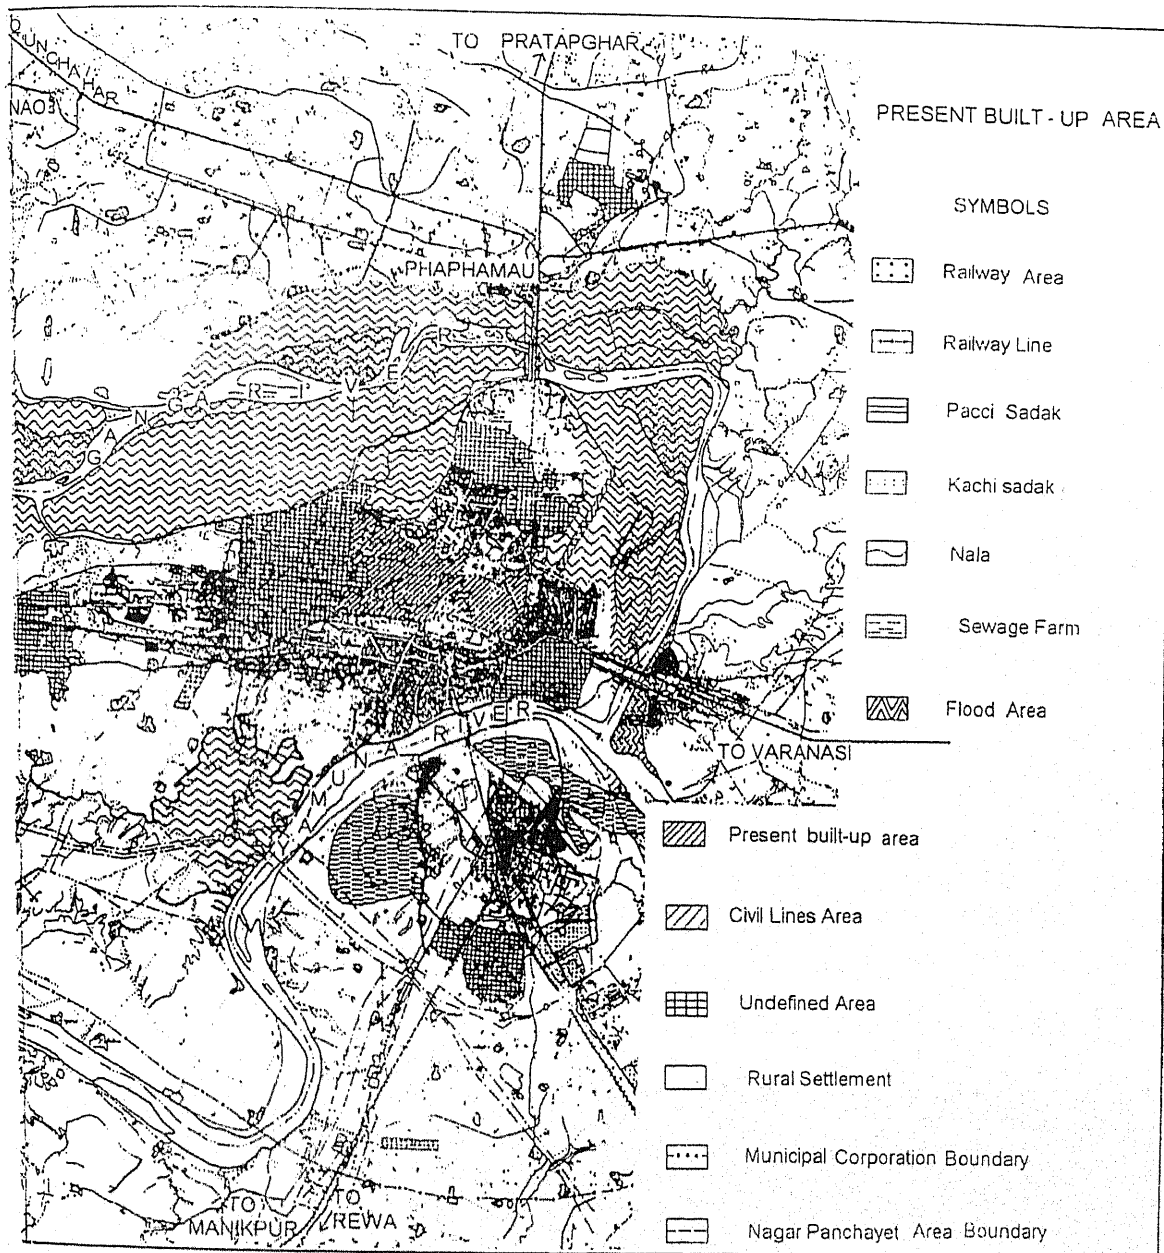 TO PRATAPGHAR
QUNCHAHAR
NAO
PRESENT BUILT - UP AREA
SYMBOLS
PHAPHAMAU
Railway Area
Railway Line
GANGA RIVER
Pacci Sadak
Kachi sadak
Nala
Sewage Farm
Flood Area
YAMUNA RIVER
TO VARANASI
Present built-up area
Civil Lines Area
Undefined Area
Rural Settlement
Municipal Corporation Boundary
Nagar Panchayet Area Boundary
TO MANIKPUR
TO REWA